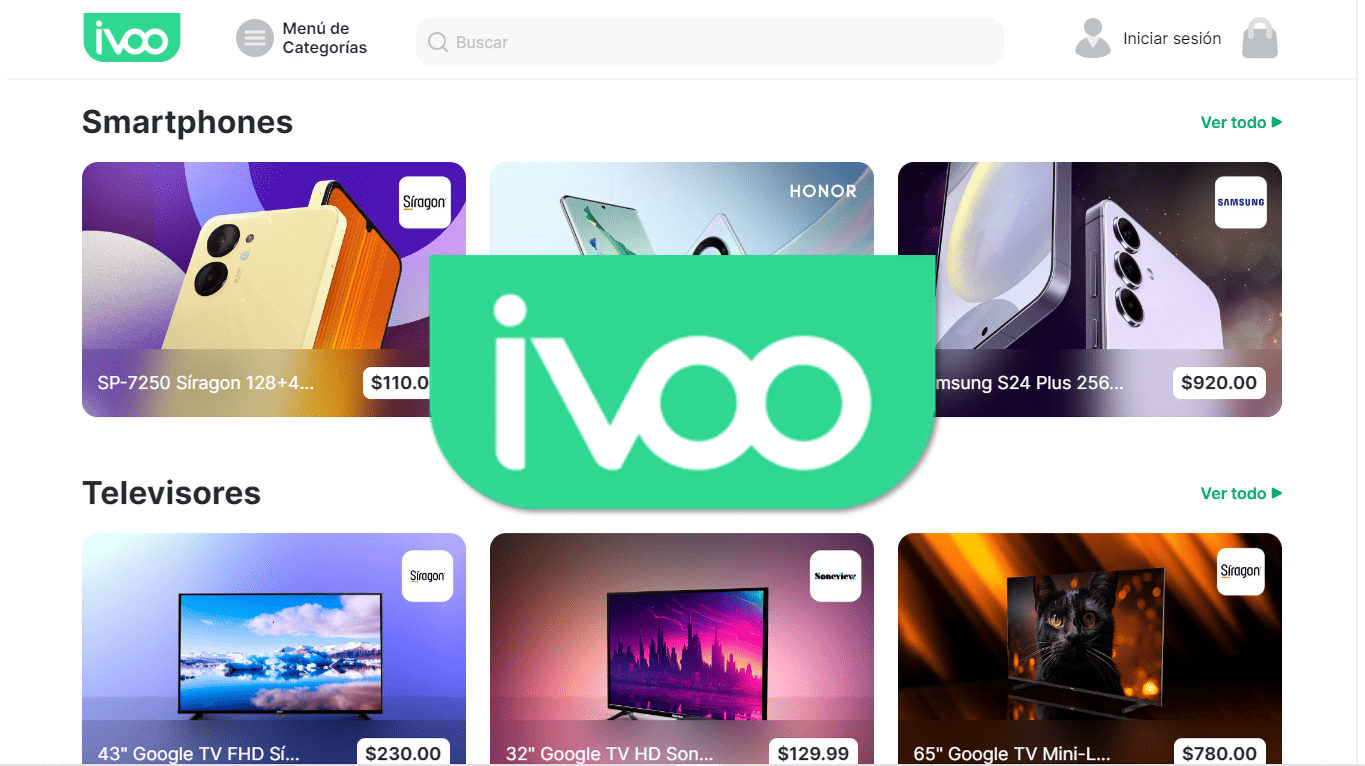 ivoo
Menú de
Categorías
Buscar
Iniciar sesión
Smartphones
Ver todo
Síragon
HONOR
SAMSUNG
SP-7250 Síragon 128+4...
$110.0
ivoo
msung S24 Plus 256...
$920.00
Televisores
Ver todo
Síragon
Soneview
Síragon
43" Google TV FHD Sí...
$230.00
32" Google TV HD Son...
$129.99
65" Google TV Mini-L...
$780.00